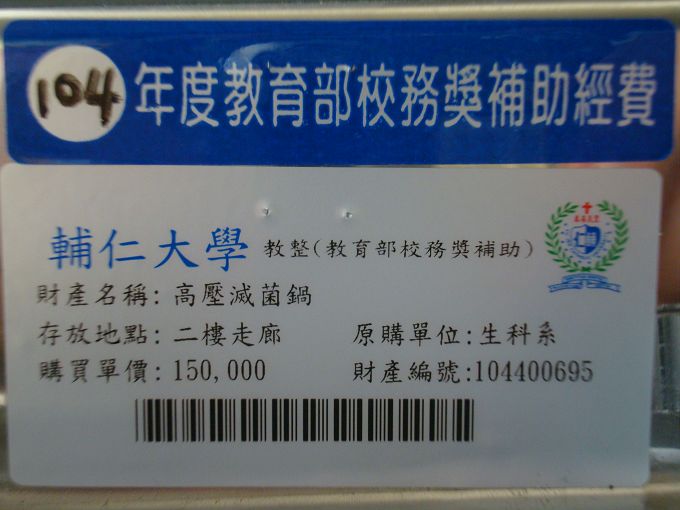 104 年度教育部校務獎補助經費
輔仁大學 教整(教育部校務獎補助)
財產名稱: 高壓滅菌鍋
存放地點: 二樓走廊 原購單位:生科系
購買單價: 150,000 財產編號:104400695